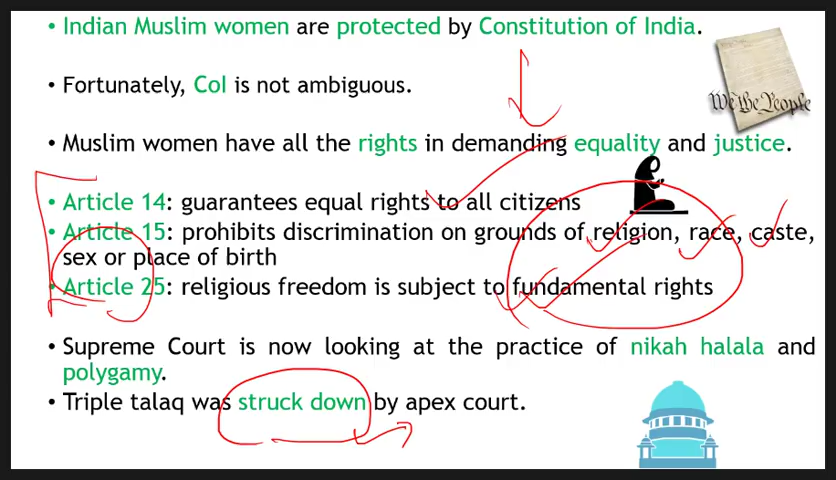 • Indian Muslim women are protected by Constitution of India.
• Fortunately, CoI is not ambiguous.
We the People
• Muslim women have all the rights in demanding equality and justice.
• Article 14: guarantees equal rights to all citizens
• Article 15: prohibits discrimination on grounds of religion, race, caste,
sex or place of birth
• Article 25: religious freedom is subject to fundamental rights
• Supreme Court is now looking at the practice of nikah halala and
polygamy.
• Triple talaq was struck down by apex court.